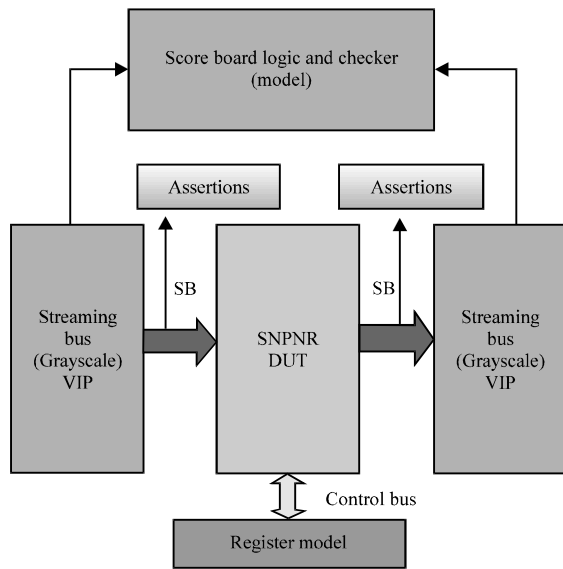 Score board logic and checker
(model)
Assertions
Assertions
SB
SB
Streaming
bus
(Grayscale)
VIP
SNPNR
DUT
Streaming
bus
(Grayscale)
VIP
Control bus
Register model